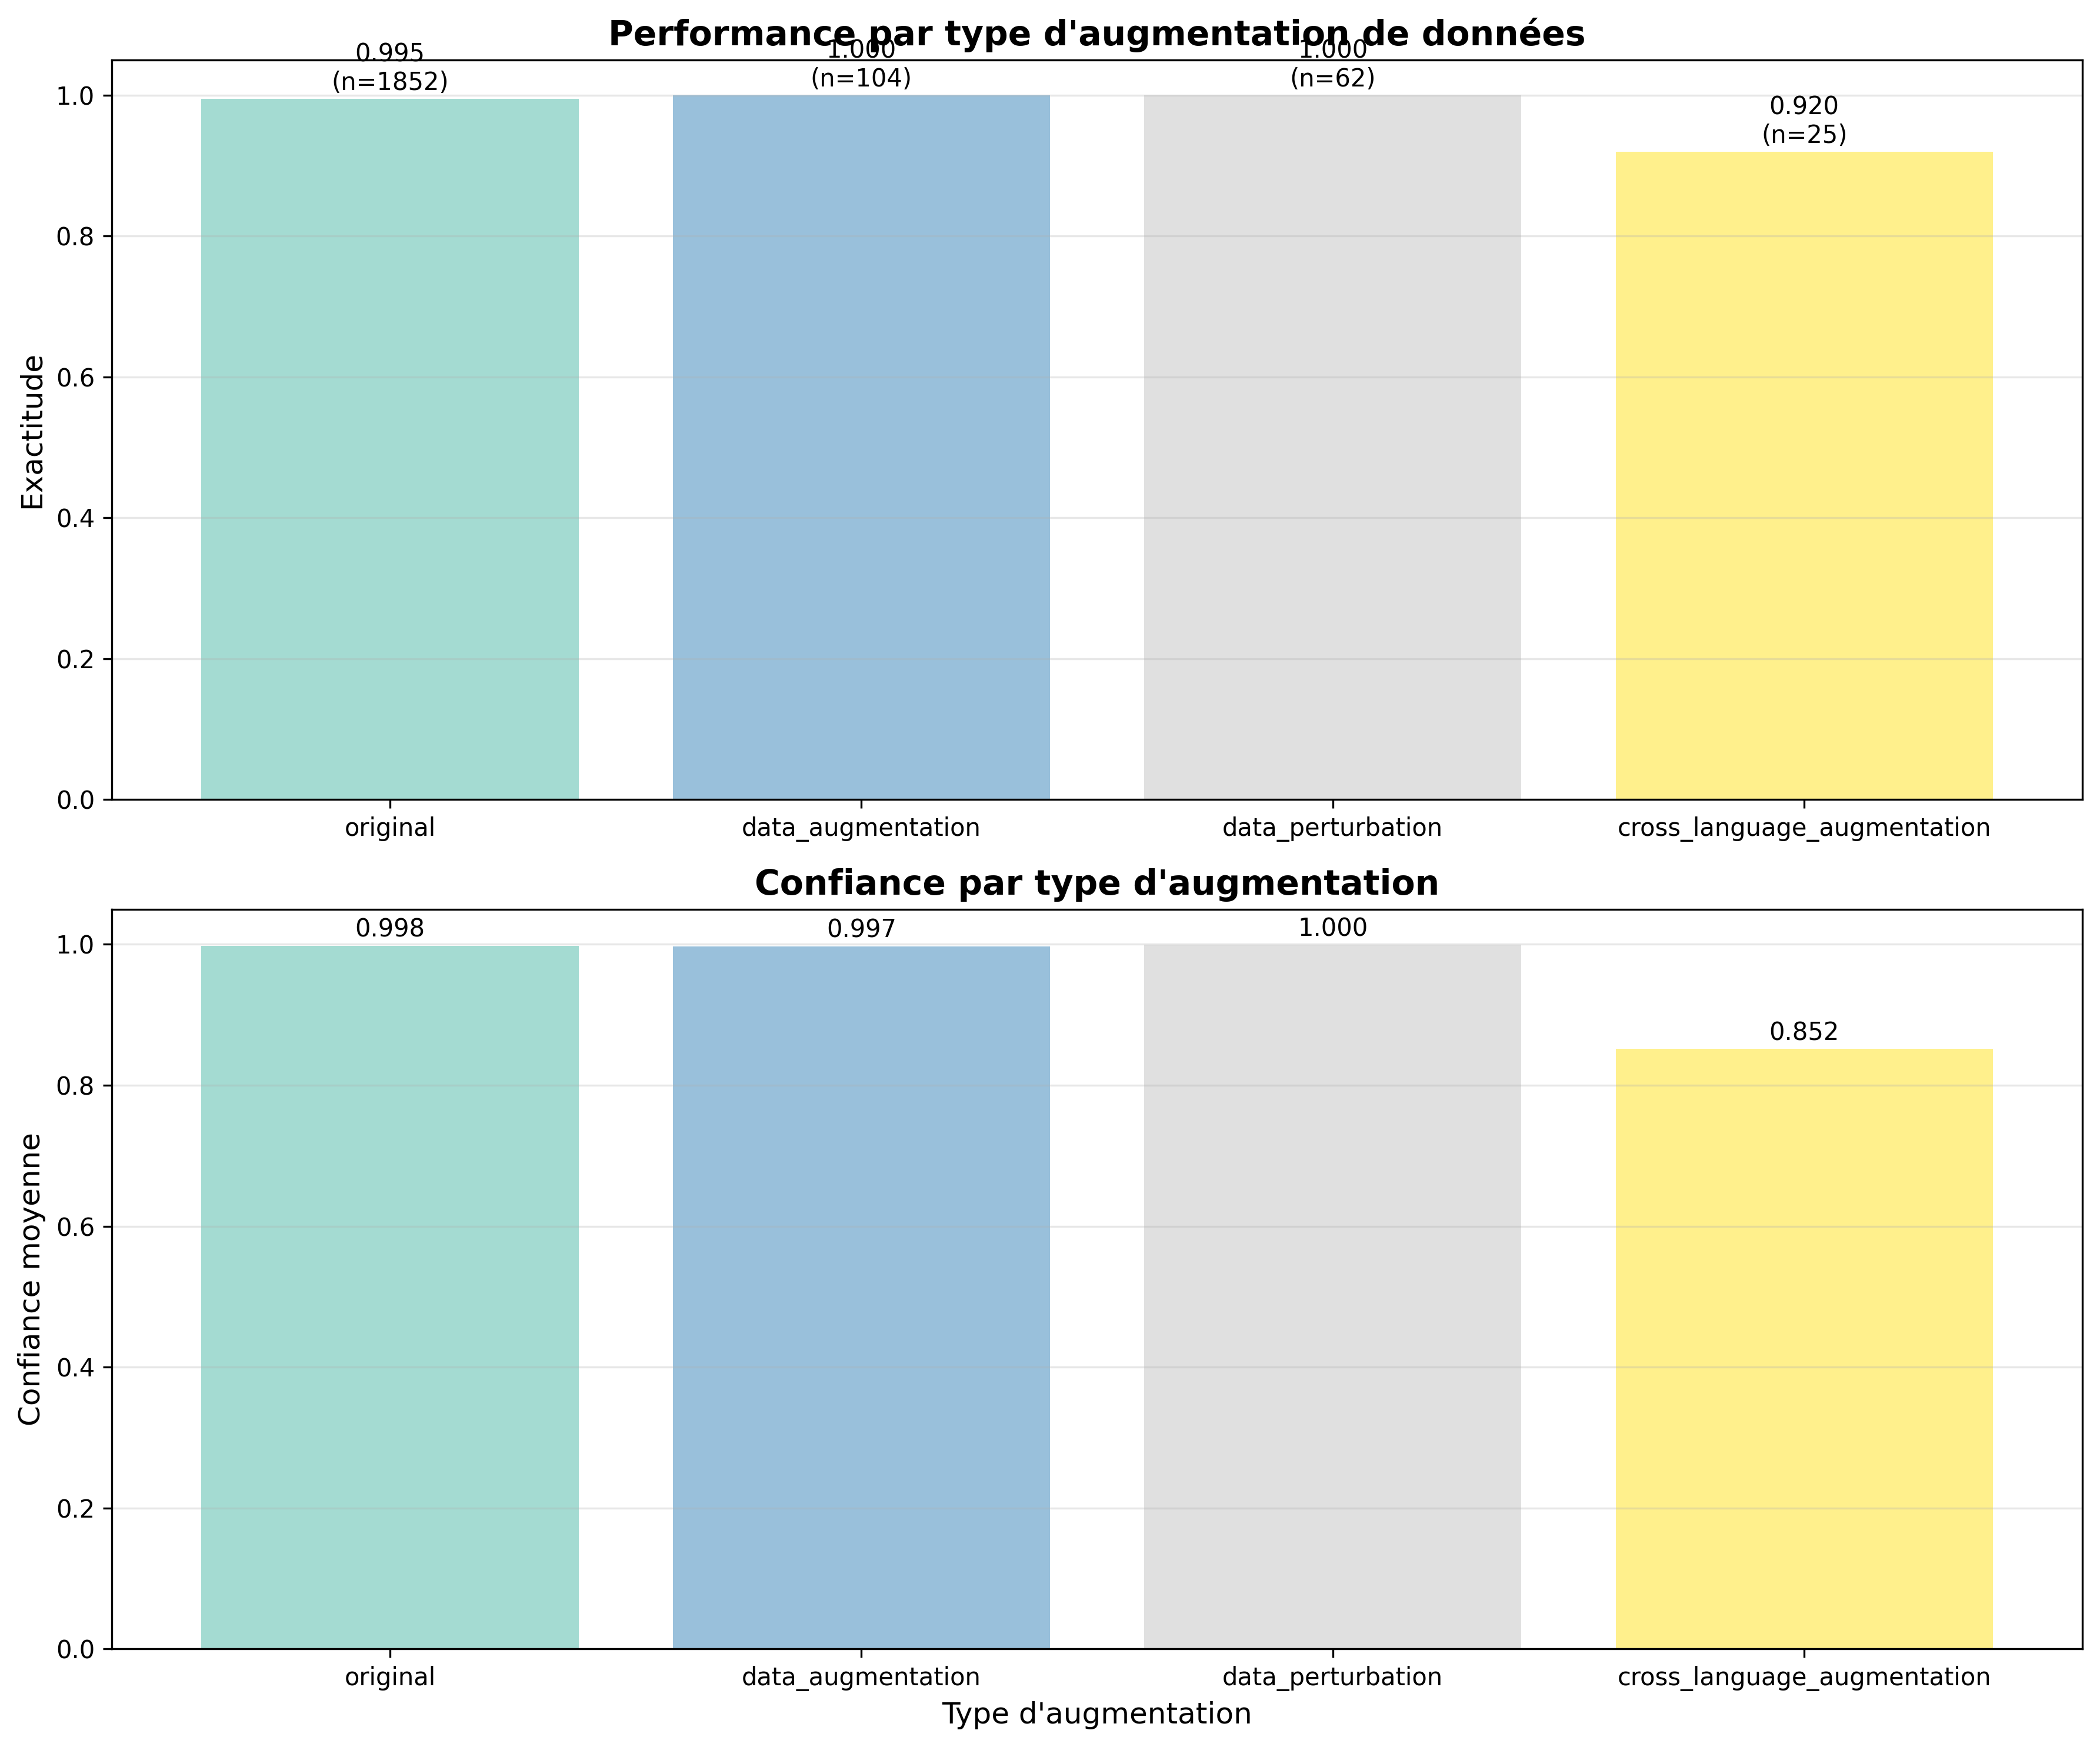 Performance par type d'augmentation de données
0.995
(n=1852)
1.000
(n=104)
1.000
(n=62)
0.920
(n=25)
Exactitude
1.0
0.8
0.6
0.4
0.2
0.0
original
data_augmentation
data_perturbation
cross_language_augmentation
Confiance par type d'augmentation
0.998
0.997
1.000
0.852
Confiance moyenne
1.0
0.8
0.6
0.4
0.2
0.0
original
data_augmentation
data_perturbation
cross_language_augmentation
Type d'augmentation